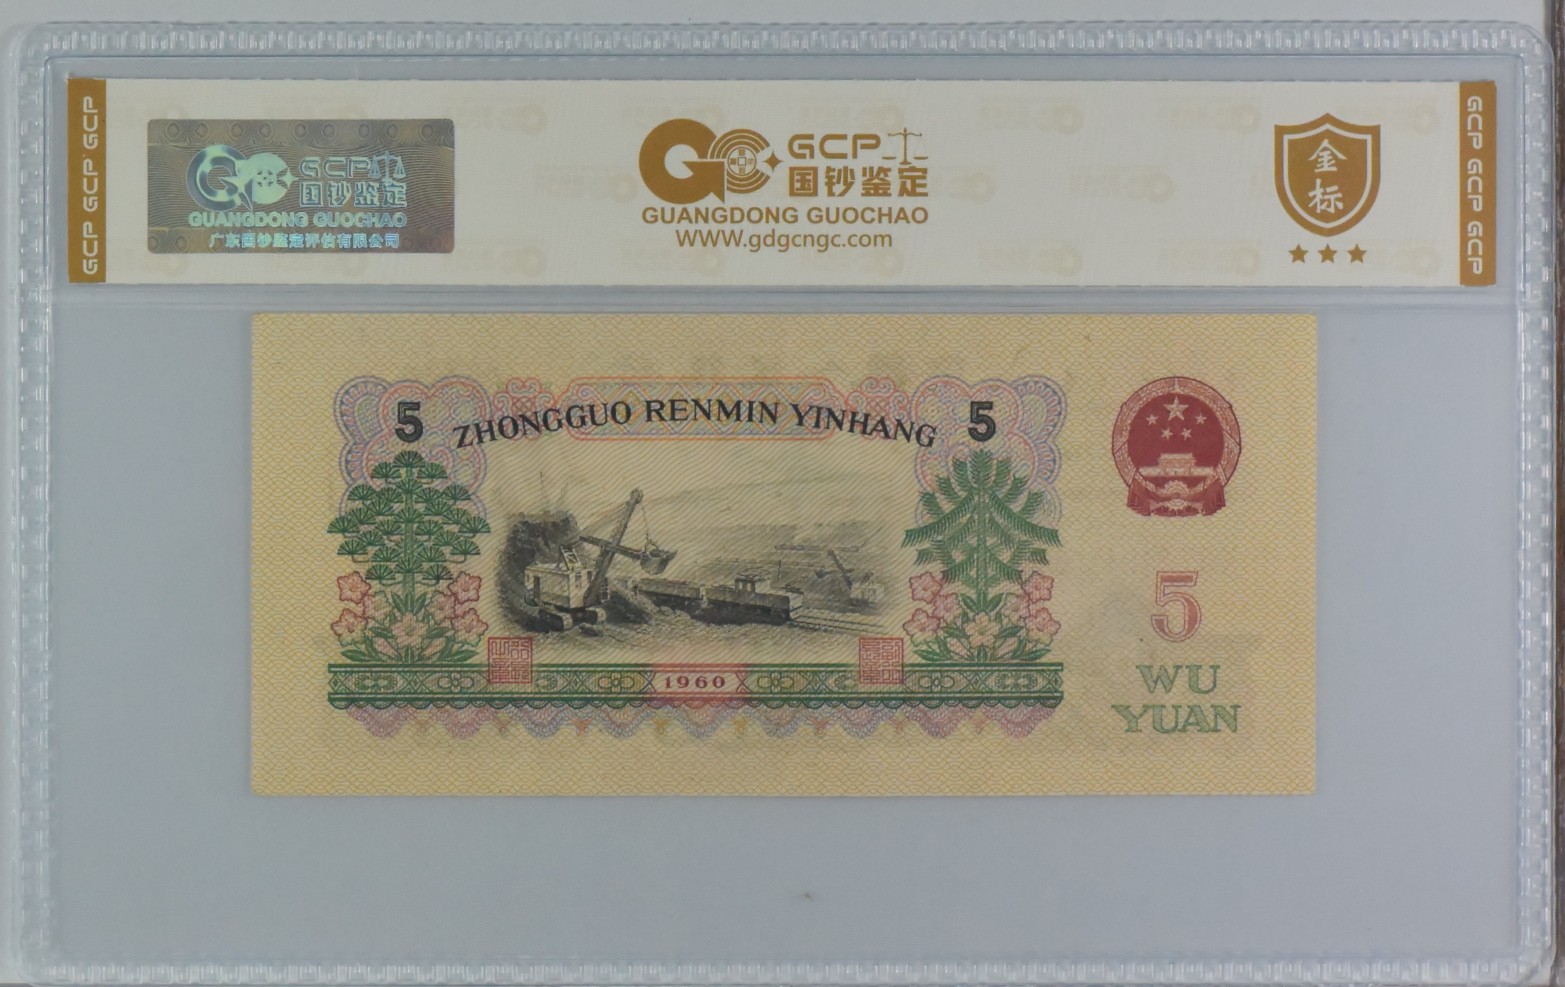 GCP GCP GCP
GCP
国钞鉴定
GUANGDONG GUOCHAO
广东国钞鉴定评估有限公司
GCP
国钞鉴定
GUANGDONG GUOCHAO
WWW.gdgcngc.com
金
标
GCP GCP GCP
5
ZHONGGUO RENMIN YINHANG
5
1960
5
WU
YUAN